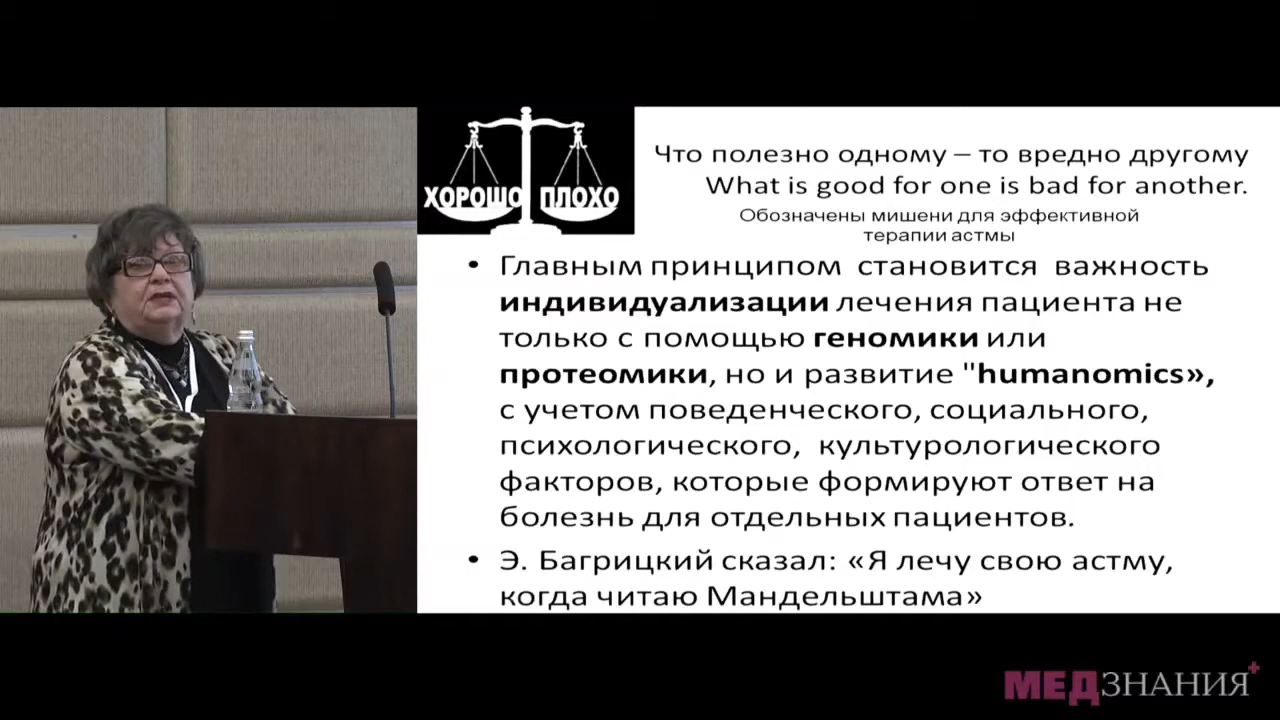 ХОРОШО ПЛОХО
Что полезно одному – то вредно другому
What is good for one is bad for another.
Обозначены мишени для эффективной
терапии астмы
• Главным принципом становится важность
индивидуализации лечения пациента не
только с помощью геномики или
протеомики, но и развитие "humanomics»,
с учетом поведенческого, социального,
психологического, культурологического
факторов, которые формируют ответ на
болезнь для отдельных пациентов.
• Э. Багрицкий сказал: «Я лечу свою астму,
когда читаю Мандельштама»
МЕДЗНАНИЯ+